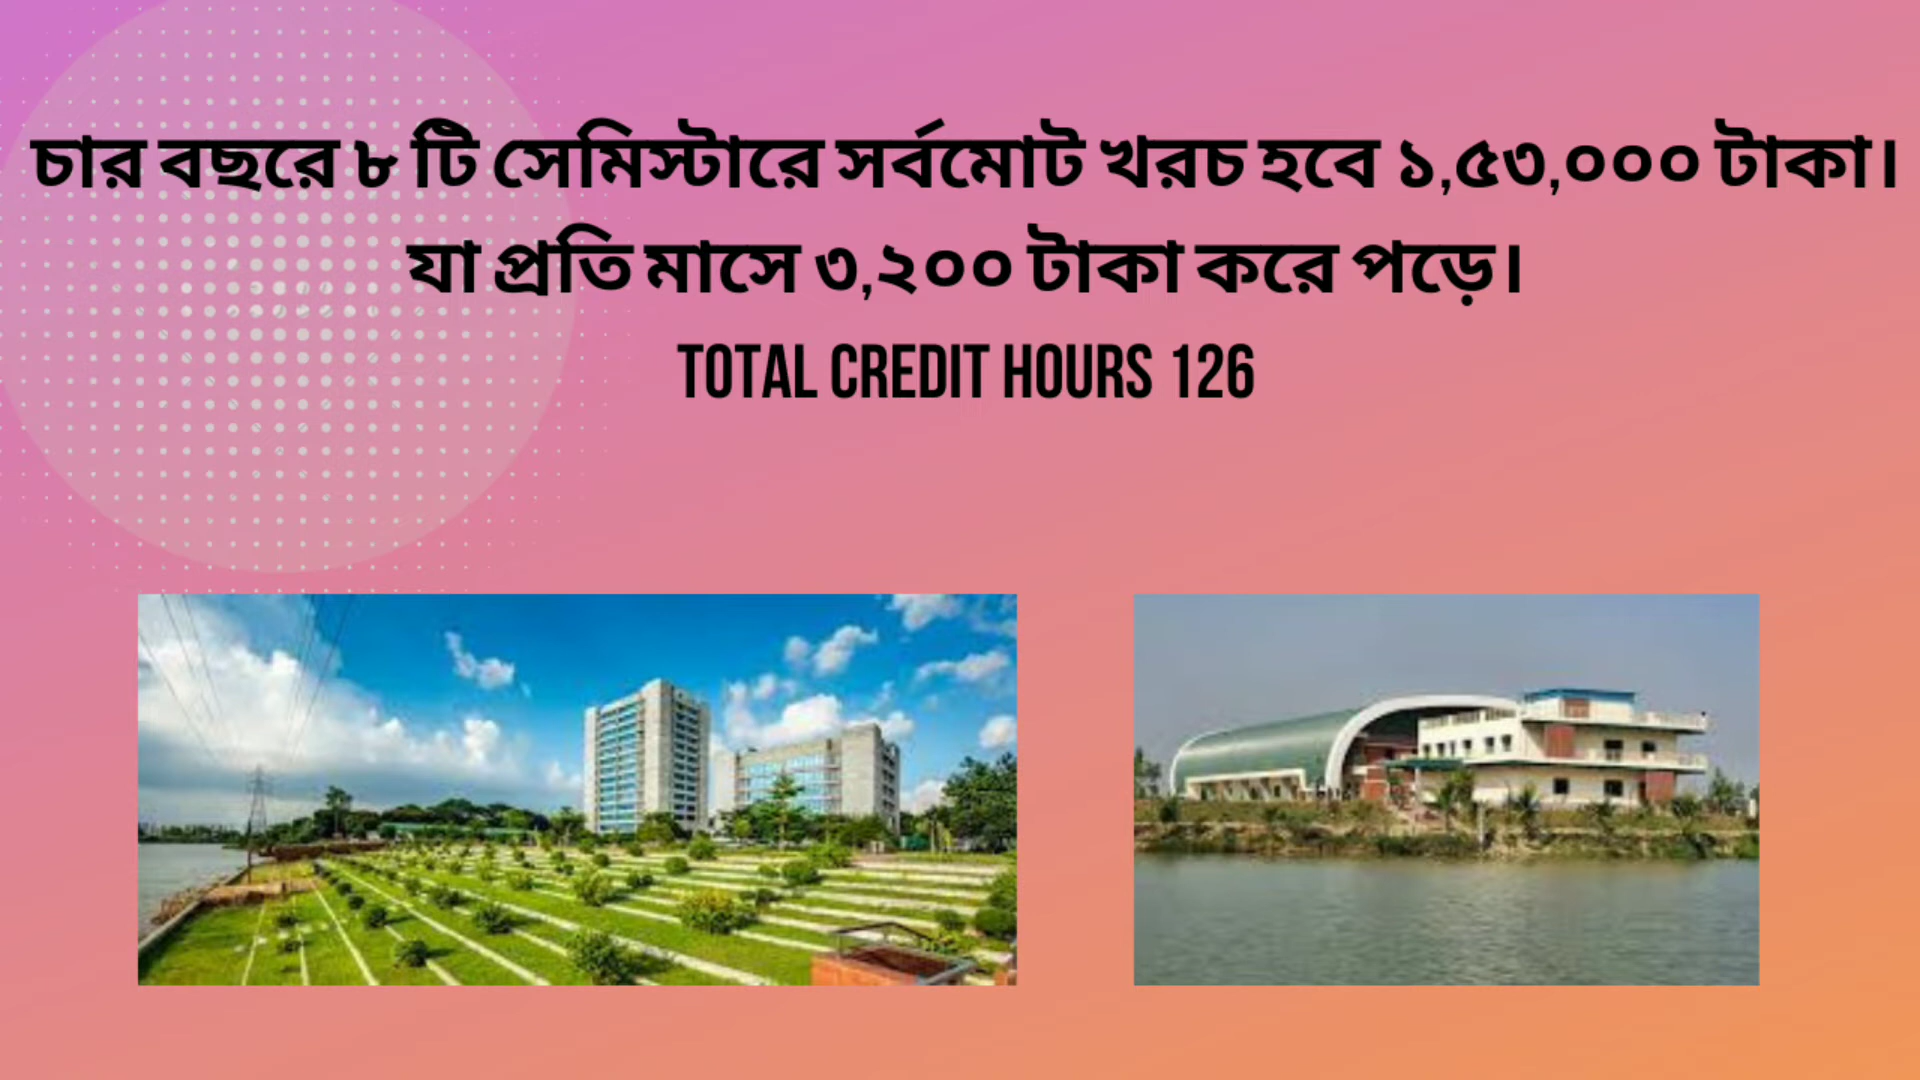 চার বছরে ৮ টি সেমিস্টারে সর্বমোট খরচ হবে ১,৫৩,০০০ টাকা।
যা প্রতি মাসে ৩,২০০ টাকা করে পড়ে।
TOTAL CREDIT HOURS 126